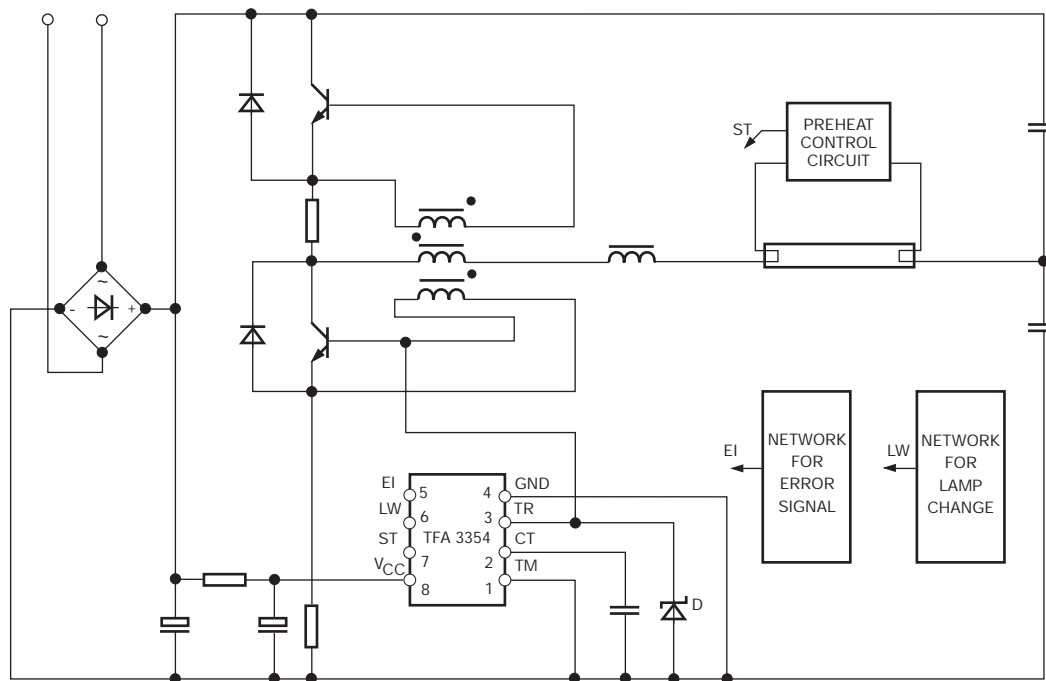 ST
PREHEAT
CONTROL
CIRCUIT
~
- +
~
EI
NETWORK
FOR
ERROR
SIGNAL
LW
NETWORK
FOR
LAMP
CHANGE
EI 5 4 GND
LW 6 3 TR
TFA 3354
ST 7 2 CT
VCC 8 1 TM
D